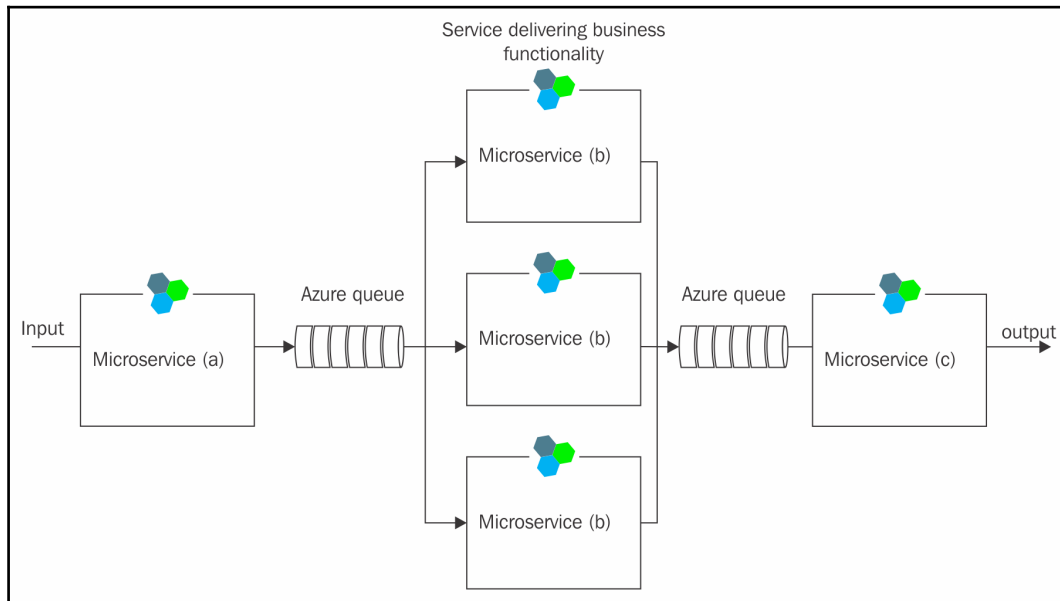 Service delivering business
functionality
Microservice (b)
Azure queue
Azure queue
Input
Microservice (a)
Microservice (b)
Microservice (c)
output
Microservice (b)